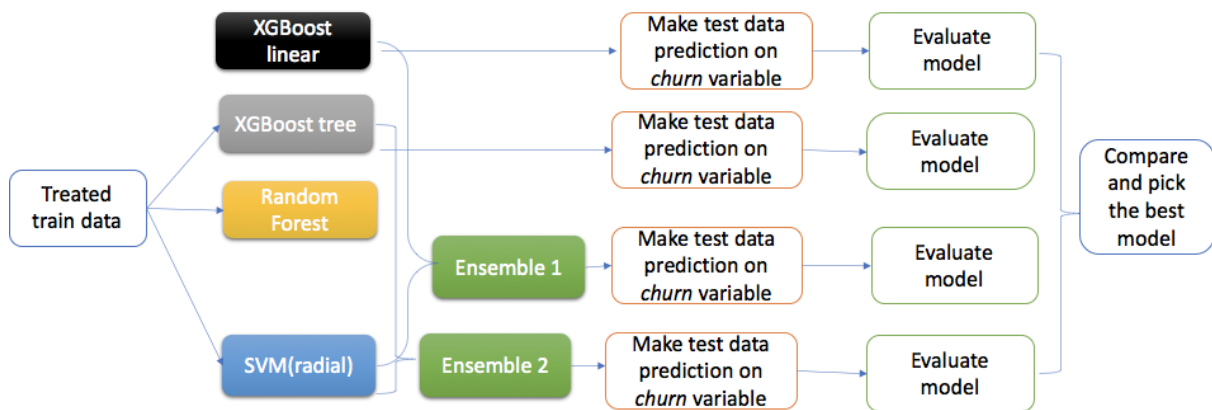 XGBoost
linear
Make test data
prediction on
churn variable
Evaluate
model
XGBoost tree
Make test data
prediction on
churn variable
Evaluate
model
Treated
train data
Random
Forest
Compare
and pick
the best
model
Ensemble 1
Make test data
prediction on
churn variable
Evaluate
model
SVM(radial)
Ensemble 2
Make test data
prediction on
churn variable
Evaluate
model